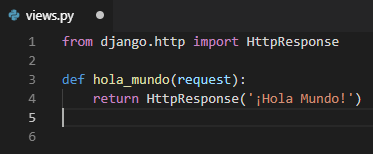 views.py
1 from django.http import HttpResponse
2
3 def hola_mundo(request):
4     return HttpResponse('¡Hola Mundo!')
5
6